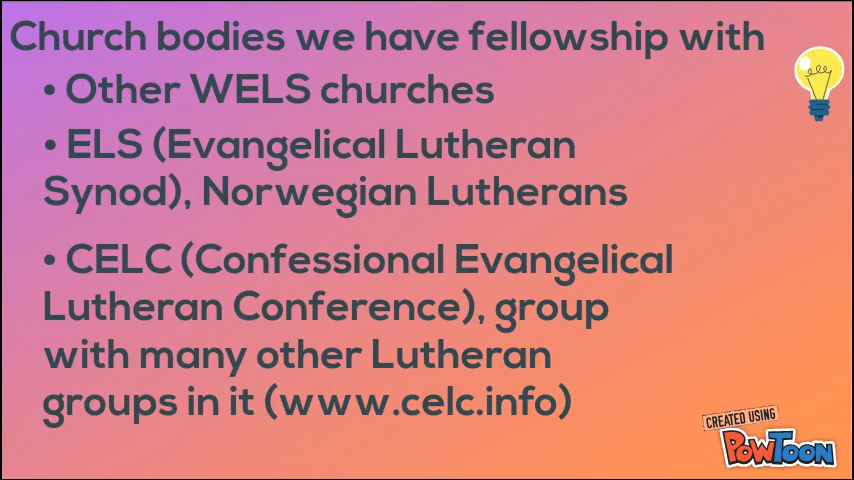 Church bodies we have fellowship with
• Other WELS churches
• ELS (Evangelical Lutheran
Synod), Norwegian Lutherans
• CELC (Confessional Evangelical
Lutheran Conference), group
with many other Lutheran
groups in it (www.celc.info)
CREATED USING
POWTOON